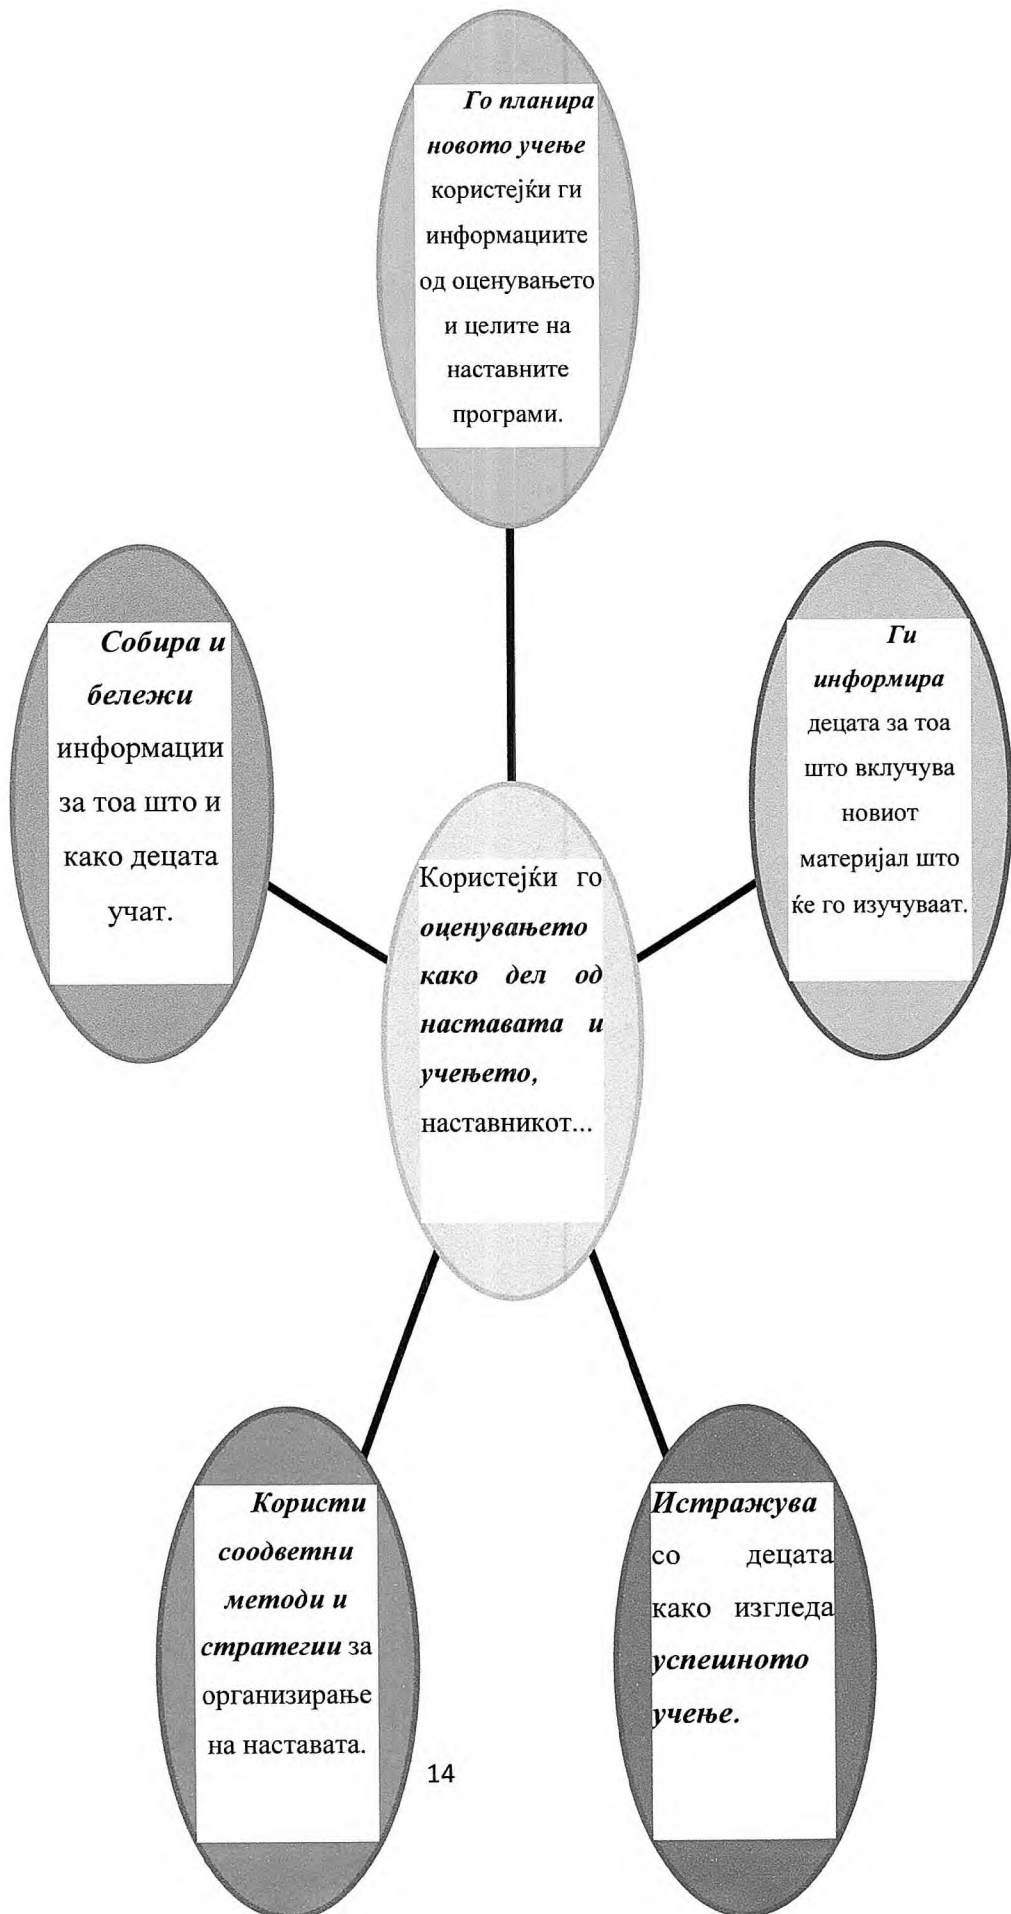 Го планира
новото учење
користејќи ги
информациите
од оценувањето
и целите на
наставните
програми.
Собира и
бележи
информации
за тоа што и
како децата
учат.
Ги
информира
децата за тоа
што вклучува
новиот
материјал што
ќе го изучуваат.
Користејќи го
оценувањето
како дел од
наставата и
учењето,
наставникот...
Користи
соодветни
методи и
стратегии за
организирање
на наставата.
Истражува
со децата
како изгледа
успешното
учење.
14